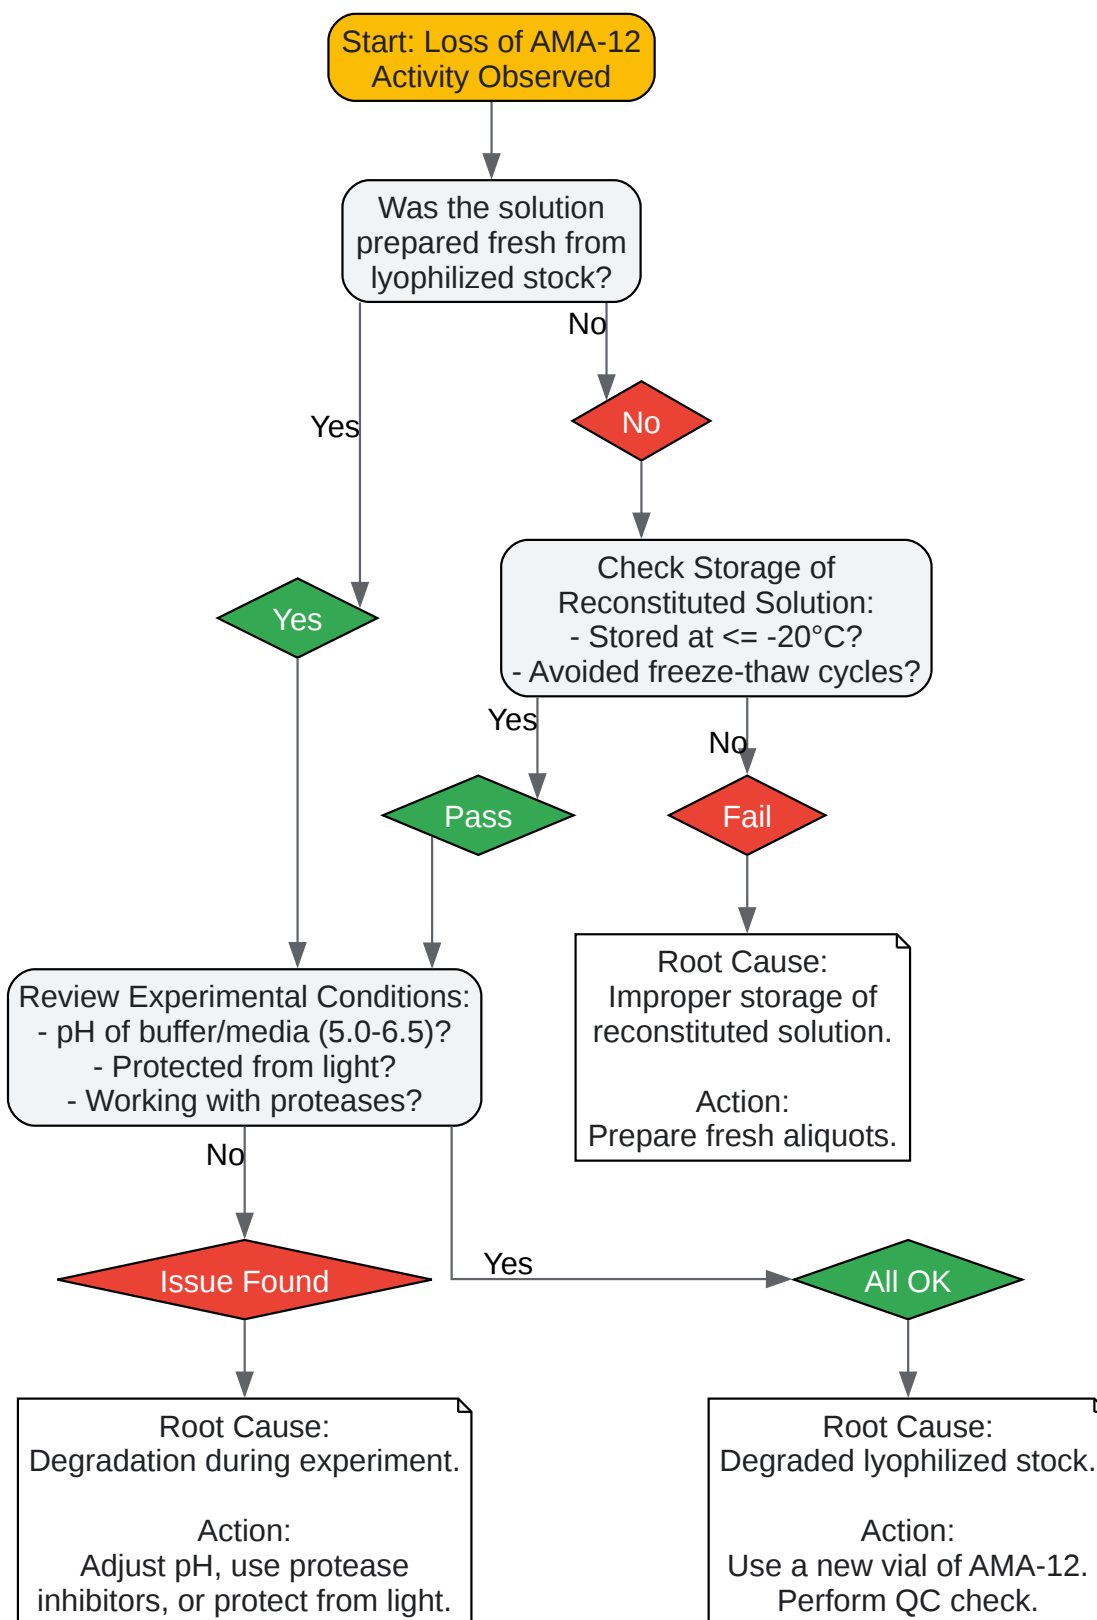 Start: Loss of AMA-12
Activity Observed
Was the solution
prepared fresh from
lyophilized stock?
No
Yes
No
Check Storage of
Reconstituted Solution:
- Stored at <= -20°C?
- Avoided freeze-thaw cycles?
Yes
Yes
No
Pass
Fail
Root Cause:
Improper storage of
reconstituted solution.
Action:
Prepare fresh aliquots.
Review Experimental Conditions:
- pH of buffer/media (5.0-6.5)?
- Protected from light?
- Working with proteases?
No
Yes
Issue Found
All OK
Root Cause:
Degradation during experiment.
Action:
Adjust pH, use protease
inhibitors, or protect from light.
Root Cause:
Degraded lyophilized stock.
Action:
Use a new vial of AMA-12.
Perform QC check.